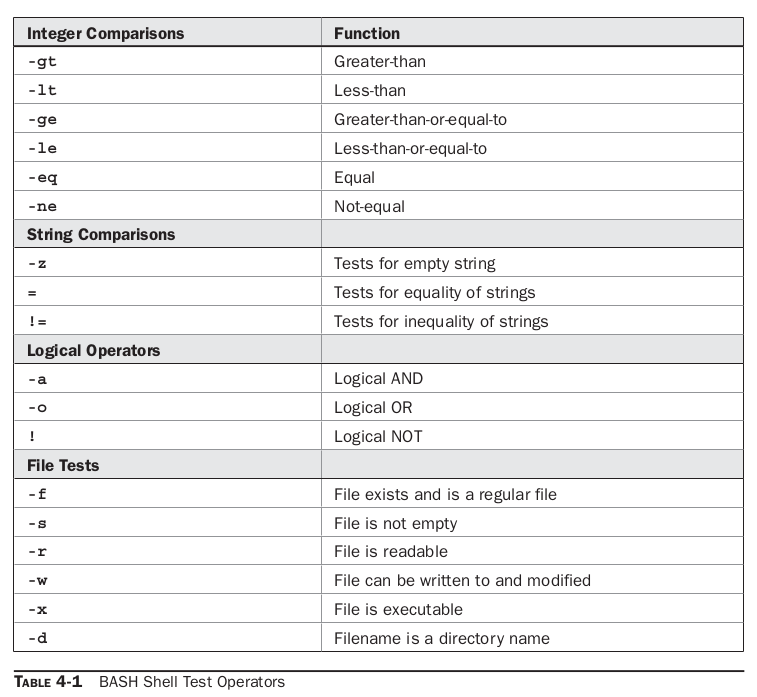 Integer Comparisons Function
-gt Greater-than
-lt Less-than
-ge Greater-than-or-equal-to
-le Less-than-or-equal-to
-eq Equal
-ne Not-equal
String Comparisons
-z Tests for empty string
= Tests for equality of strings
!= Tests for inequality of strings
Logical Operators
-a Logical AND
-o Logical OR
! Logical NOT
File Tests
-f File exists and is a regular file
-s File is not empty
-r File is readable
-w File can be written to and modified
-x File is executable
-d Filename is a directory name
TABLE 4-1 BASH Shell Test Operators